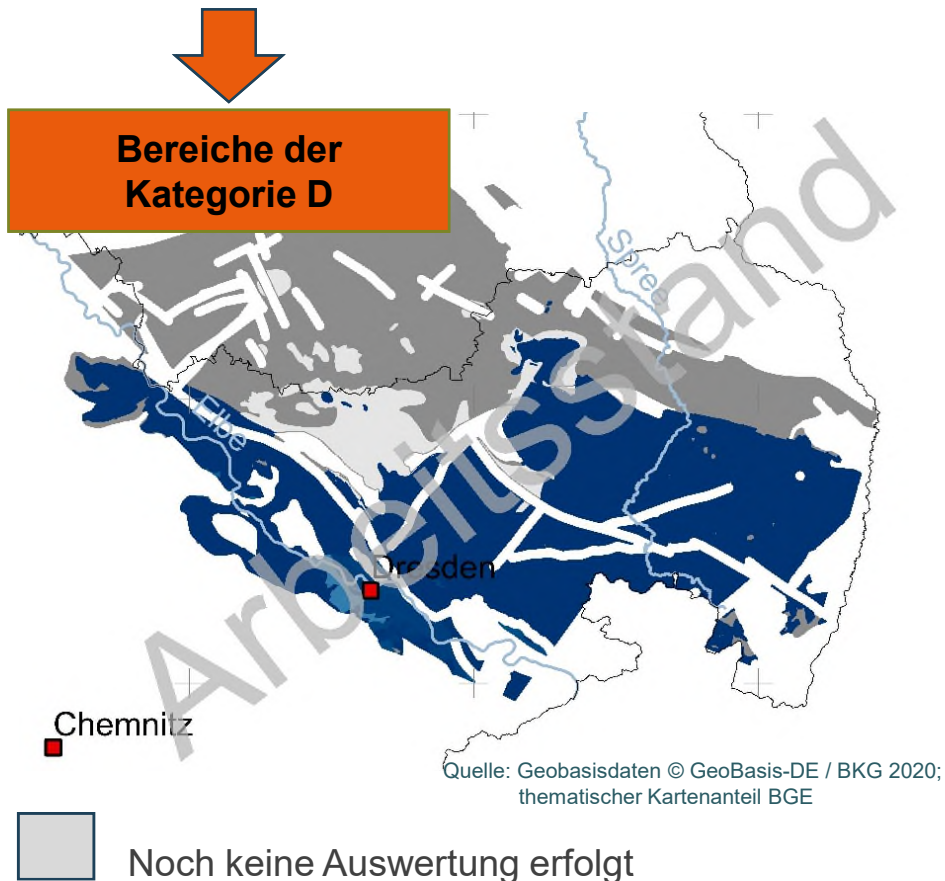 Bereiche der
Kategorie D
Spree
Elbe
Arbeitsstand
Dresden
Chemnitz
Quelle: Geobasisdaten © GeoBasis-DE / BKG 2020;
thematischer Kartenanteil BGE
Noch keine Auswertung erfolgt